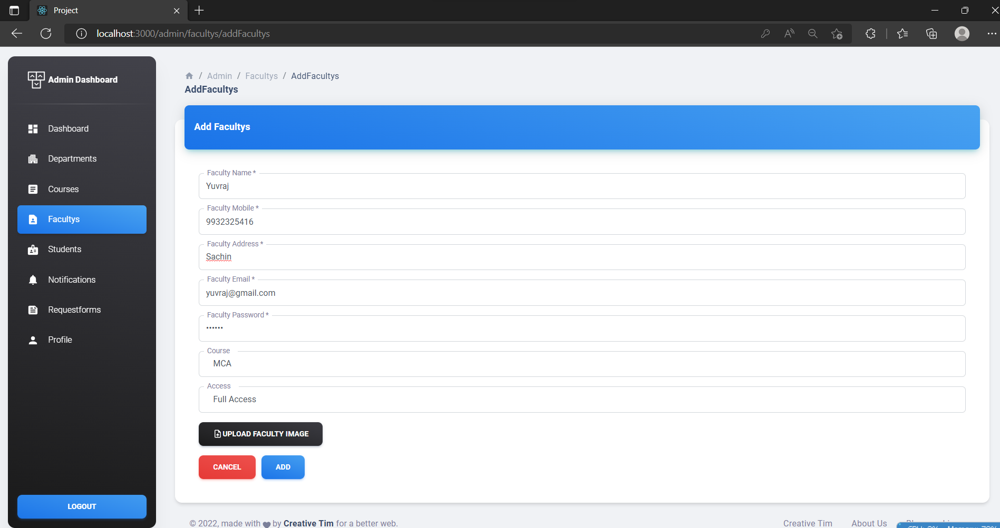 Project
localhost:3000/admin/facultys/addFacultys
Admin Dashboard
Dashboard
Departments
Courses
Facultys
Students
Notifications
Requestforms
Profile
LOGOUT
/ Admin / Facultys / AddFacultys
AddFacultys
Add Facultys
Faculty Name *
Yuvraj
Faculty Mobile *
9932325416
Faculty Address *
Sachin
Faculty Email *
yuvraj@gmail.com
Faculty Password *
••••••
Course
MCA
Access
Full Access
UPLOAD FACULTY IMAGE
CANCEL ADD
© 2022, made with by Creative Tim for a better web.
Creative Tim About Us